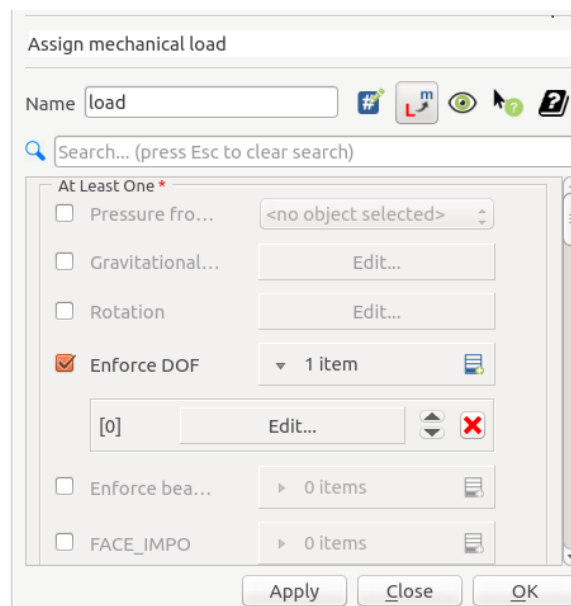 Assign mechanical load
Name load
Search... (press Esc to clear search)
At Least One *
Pressure fro... <no object selected>
Gravitational... Edit...
Rotation Edit...
Enforce DOF 1 item
[0] Edit...
Enforce bea... 0 items
FACE_IMPO 0 items
Apply Close OK